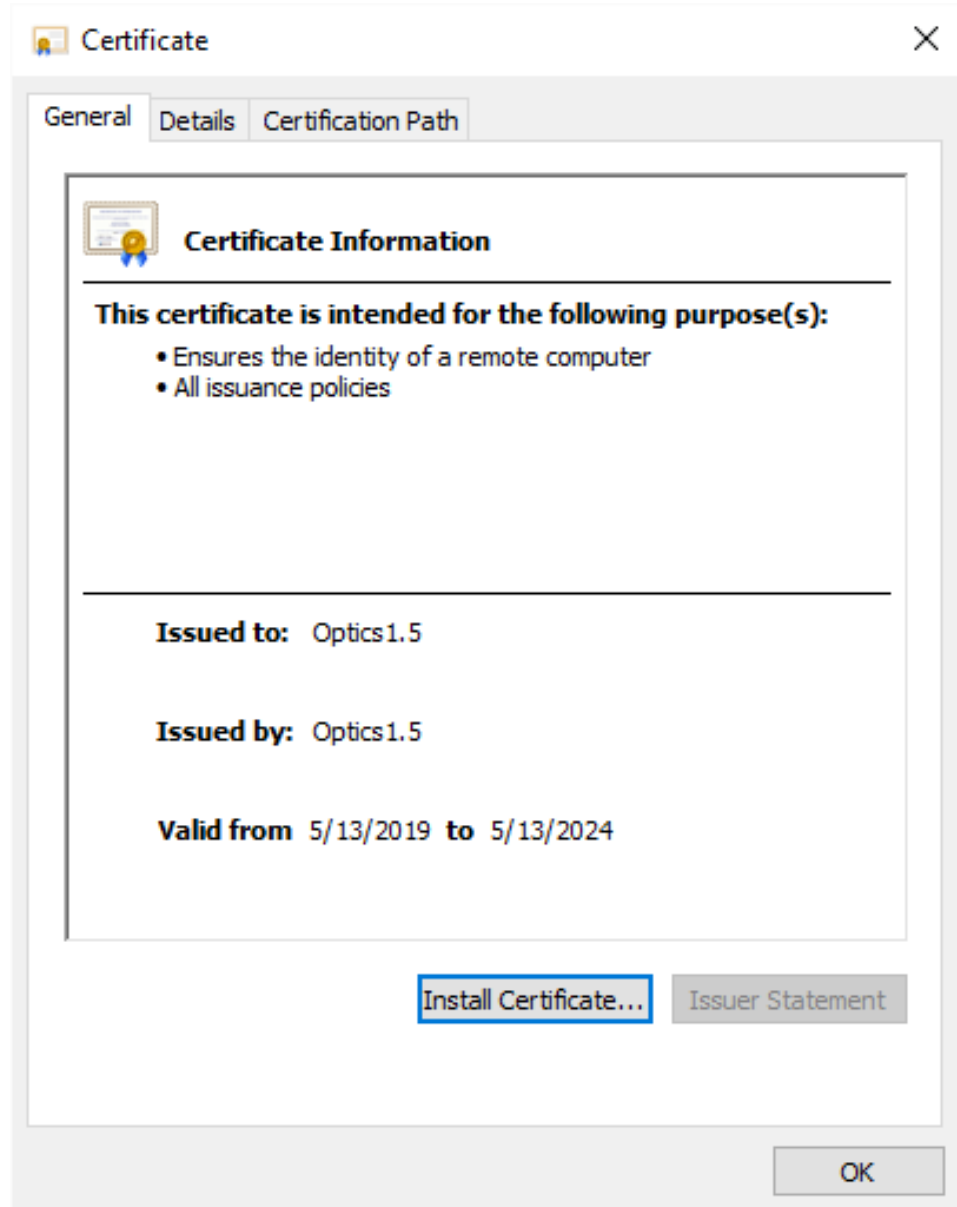 Certificate
General Details Certification Path
Certificate Information
This certificate is intended for the following purpose(s):
• Ensures the identity of a remote computer
• All issuance policies
Issued to: Optics1.5
Issued by: Optics1.5
Valid from 5/13/2019 to 5/13/2024
Install Certificate... Issuer Statement
OK